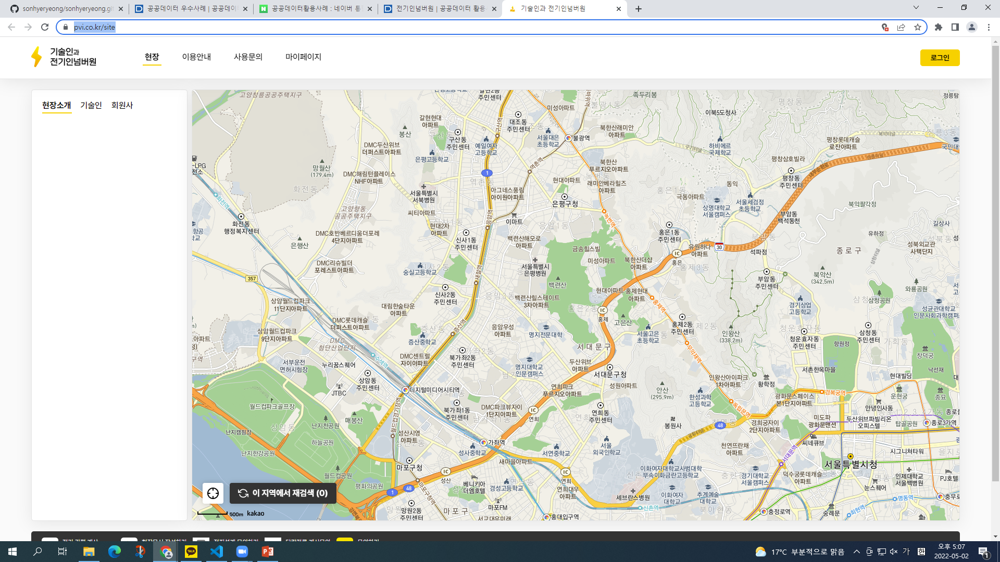 sonhyeryeong/sonhyeryeong.git
공공데이터 우수사례 | 공공데이
공공데이터활용사례 : 네이버 통
전기인넘버원 | 공공데이터 활용
기술인과 전기인넘버원
pvi.co.kr/site
기술인과
전기인넘버원
현장
이용안내
사용문의
마이페이지
로그인
현장소개
기술인
회원사
고양창릉공공주택지구
주민센터
족두리봉
정릉탐
미성아파트
이북5도청사
평창동
갈현현대
아파트
대조동
주민센터
봉산
구산동
주민센터
예일여자
고등학교
서울대은
초등학교
불광역
북한산래미안
아파트
DMC두산위브
더퍼스트아파트
은평고등학교
하비에르
국제학교
평창롯데캐슬
로잔아파트
평창삼호빌라
망월산
(179.4m)
DMC해링턴플레이스
NHF아파트
북한산
푸르지오아파트
평창동
주민센터
화전동
서울특별시
서북병원
아그네스풍림
아이원아파트
현대아파트
래미안베라힐즈
아파트
동익
은평구청
극동아파트
상명대학교
서울캠퍼스
서울세검정
초등학교
북악팔각정
고양향동
공공주택지구
씨티아파트
이마트
화전동
행정복지센터
현대2차
아파트
홍은1동
주민센터
부암동
백석동천
길상사
DMC호반베르디움더포레
4단지아파트
신사1동
주민센터
은행산
백련산해모로
아파트
금송힐스빌
유원하나
아파트
석파정
유하정
성북외교관
사택단지
종로구
미성아파트
북한산더샵
아파트
홍은
DMC리슈빌더
포레스트아파트
숭실고등학교
서울특별시
은평병원
백련산
부암동
주민센터
북악산
(342.5m)
와룡공원
357
신사2동
주민센터
현대아파트
홍제현대
아파트
상암월드컵파크
11단지아파트
대림한숲타운
아파트
백련산힐스테이트
3차아파트
경기상업
고등학교
삼청공원
성균관대학교
인문사회과학캠퍼
DMC롯데캐슬
더퍼스트아파트
홍제
고은산
상암월드컵파크
9단지아파트
응암우성
아파트
명지전문대학
서울고은
초등학교
홍제2동
주민센터
인왕산
(338.2m)
청운효자동
주민센터
삼청동
주민센터
DMC
첨단산업단지
증산중학교
서대문구
향원정
창덕궁
서부운전
면허시험장
누리꿈스퀘어
DMC센트럴
자이아파트
북가좌2동
주민센터
명지대학교
인문캠퍼스
두산위브
아파트
서대문구청
서촌한옥마을
낙선재
상암동
주민센터
JTBC
디지털미디어시티역
연희파크
푸르지오아파트
성원아파트
안산
(295.9m)
인왕산아이파크
1차아파트
황학정
현대빌딩
월드컵파크골프장
북가좌1동
주민센터
DMC파크뷰자이
1단지아파트
연희
연희동
주민센터
한성과학
고등학교
광화문스페이스
본1단지아파트
경복궁역
안녕인사동
운현궁
종묘
매봉산
난지천공원
난지캠핑장
성산시영
아파트
봉원사
48
경희궁자이
2단지아파트
미도파
광화문맨션
두산위브파빌리온
오피스텔
탑골공원
종로3가역
하늘공원
난지한강공원
가좌역
성사중학교
서연중학교
서울
외국인학교
천연뜨란채
아파트
씨네큐브
시그니쳐타워
새마을아파트
서울특별시청
월드컵공원
마포구청
성산
연희
이화여자대학교사범대학
부속이화금란고등학교
경기대학교
서울캠퍼스
덕수궁롯데캐슬
아파트
인제대학교
서울백병원
PJ호텔
평화의공원
베니키아
더엠호텔
경성고등학교
연희대우
아파트
세브란스병원
이화여자
대학교
추계예술
대학교
눈스퀘어
망원2동
주민센터
마포구
마포FM
신촌역
충정로역
숭례문
명동역
회현역
서교대우미래
홍대입구역
이 지역에서 재검색 (0)
500m
kakao
17°C 부분적으로 맑음
가
한
오후 5:07
2022-05-02
1